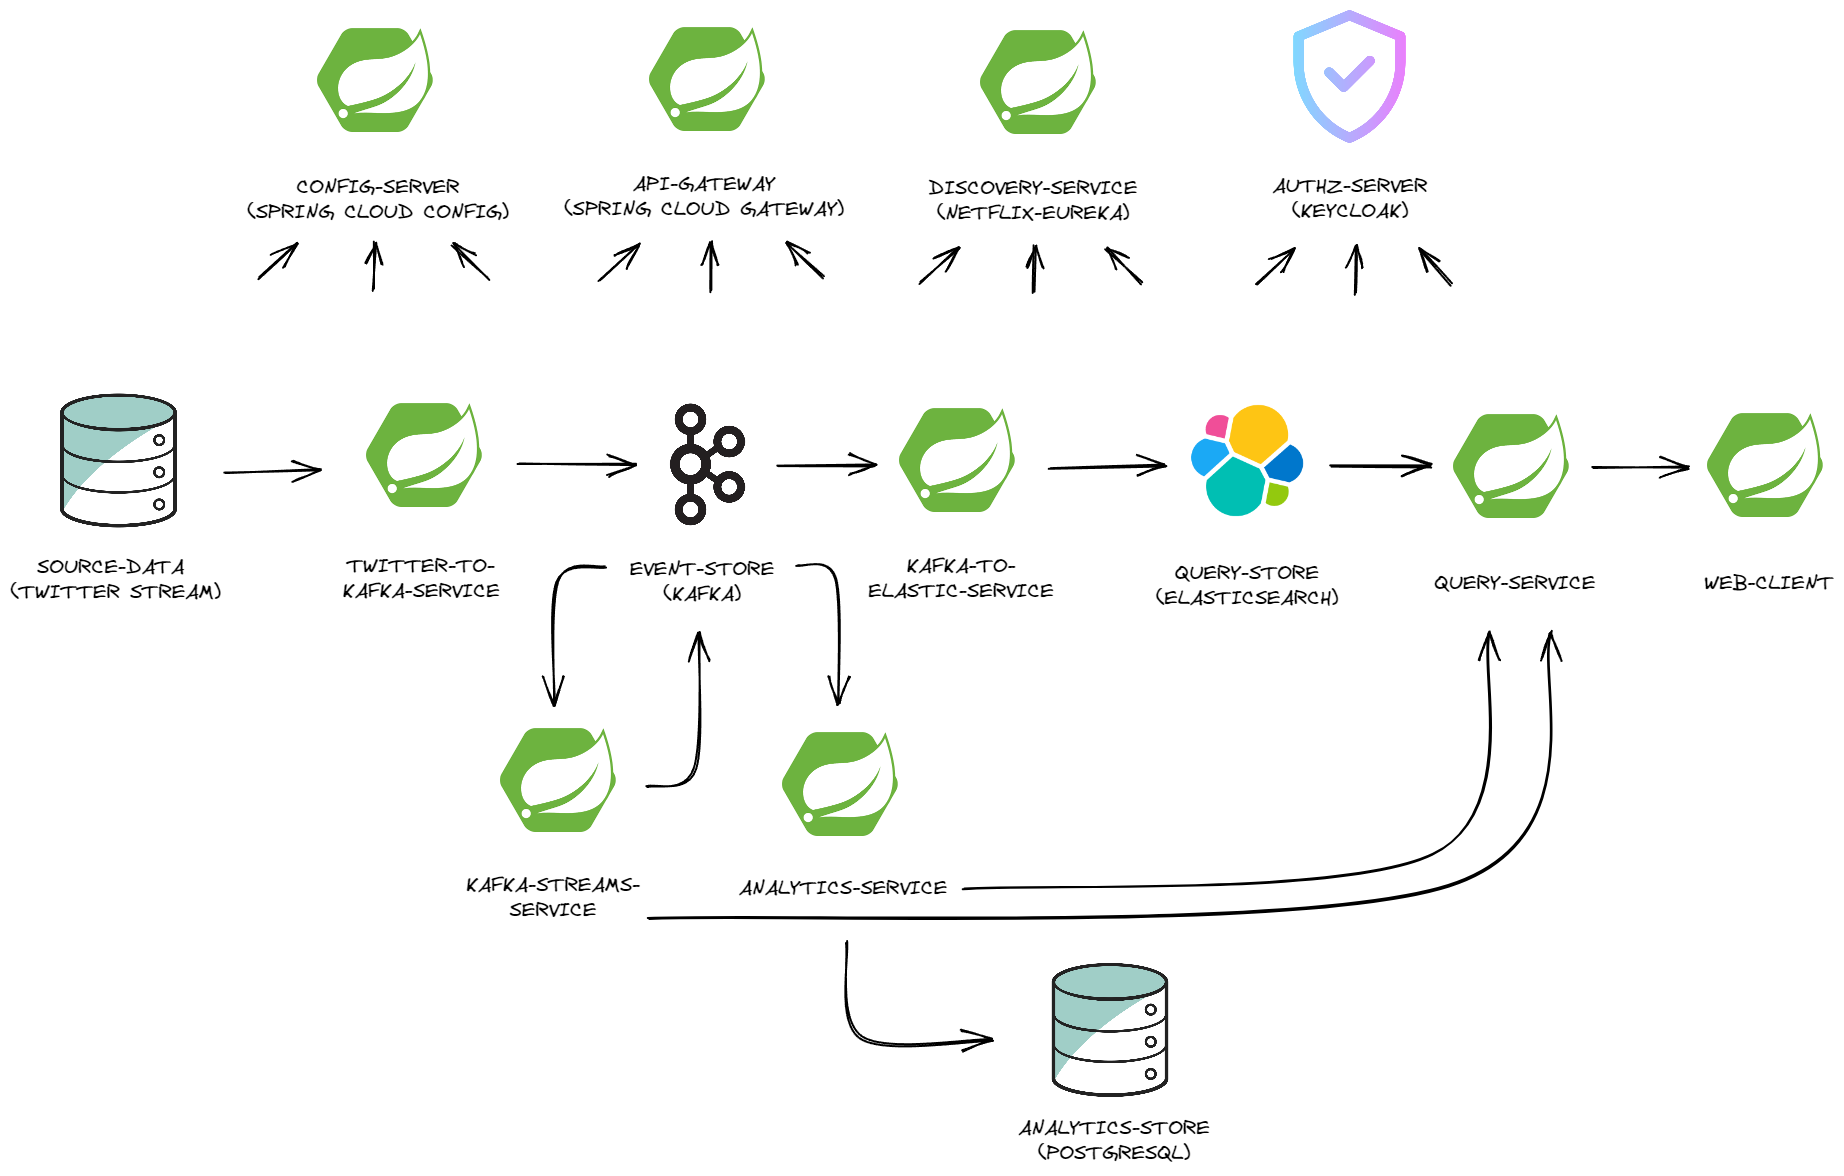 CONFIG-SERVER
(SPRING CLOUD CONFIG)
API-GATEWAY
(SPRING CLOUD GATEWAY)
DISCOVERY-SERVICE
(NETFLIX-EUREKA)
AUTHZ-SERVER
(KEYCLOAK)
SOURCE-DATA
(TWITTER STREAM)
TWITTER-TO-
KAFKA-SERVICE
EVENT-STORE
(KAFKA)
KAFKA-TO-
ELASTIC-SERVICE
QUERY-STORE
(ELASTICSEARCH)
QUERY-SERVICE
WEB-CLIENT
KAFKA-STREAMS-
SERVICE
ANALYTICS-SERVICE
ANALYTICS-STORE
(POSTGRESQL)